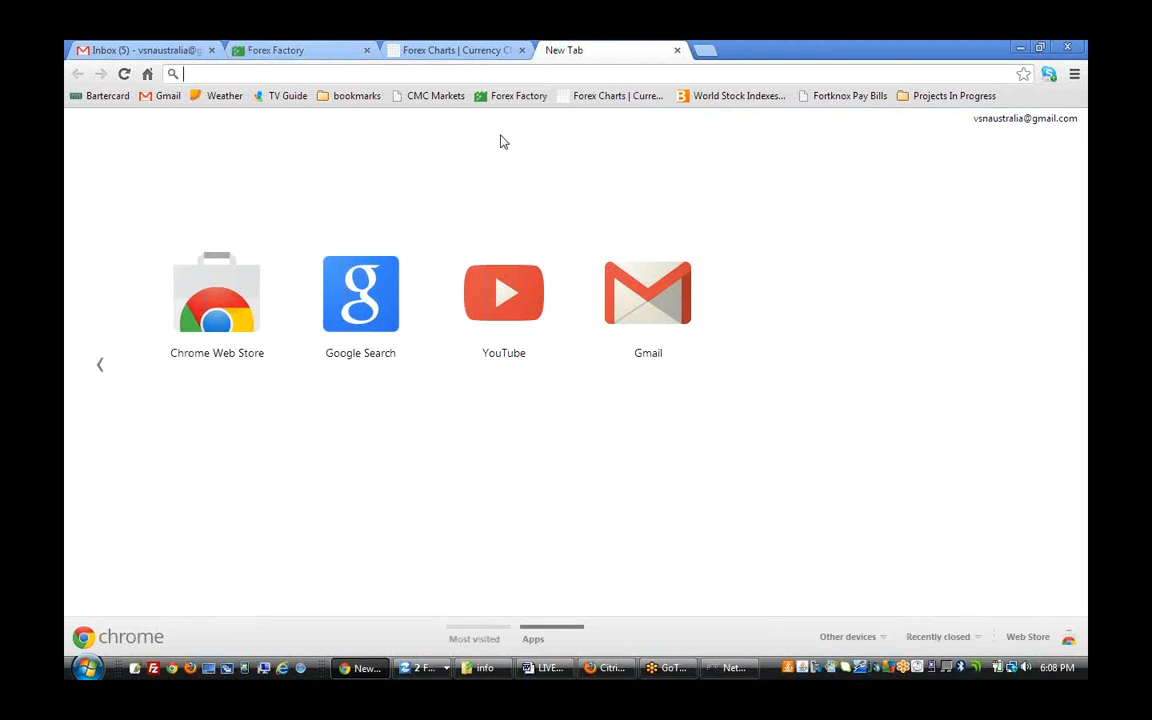 Inbox (5) - vsnaustralia@g
Forex Factory
Forex Charts | Currency C
New Tab
Bartercard
Gmail
Weather
TV Guide
bookmarks
CMC Markets
Forex Factory
Forex Charts | Curre...
World Stock Indexes...
Fortknox Pay Bills
Projects In Progress
vsnaustralia@gmail.com
g
Chrome Web Store
Google Search
YouTube
Gmail
chrome
Most visited
Apps
Other devices
Recently closed
Web Store
New...
2 F...
info
LIVE...
Citri...
GoT...
Net...
6:08 PM